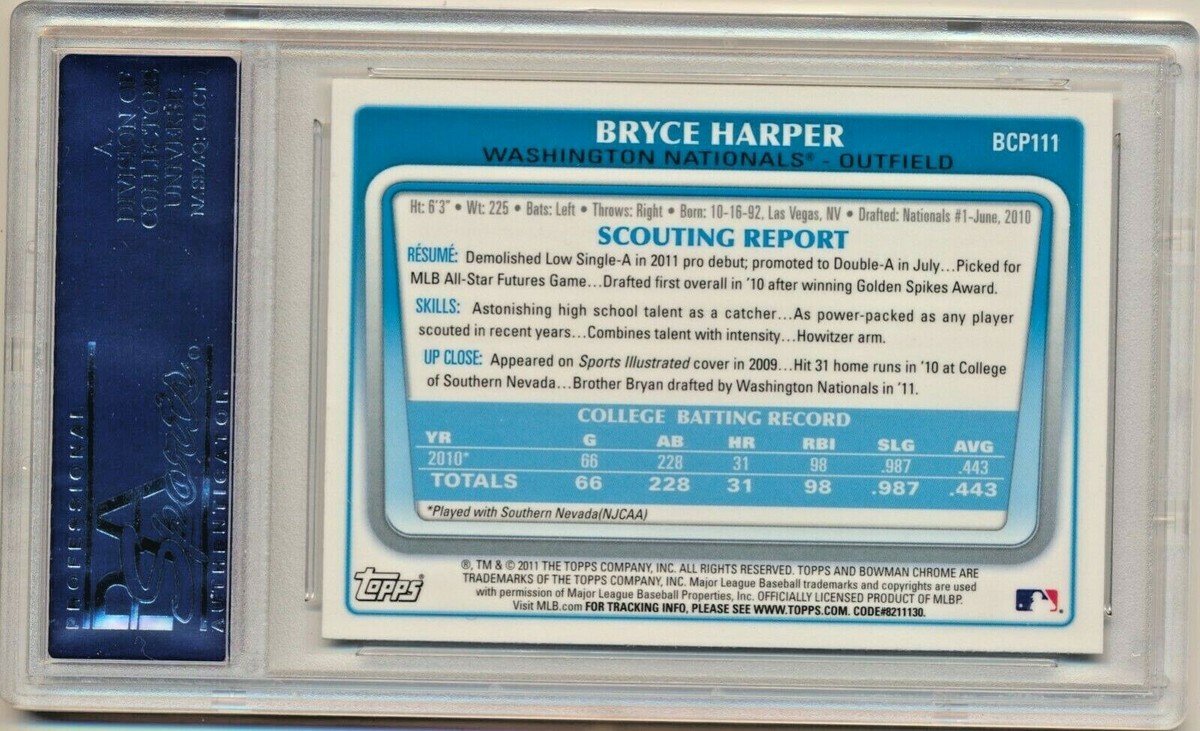 A
DIVISION OF
COLLECTORS
UNIVERSE
NASDAQ: CLCT
PROFESSIONAL
PSA
Sports
AUTHENTICATOR
BRYCE HARPER
BCP111
WASHINGTON NATIONALS® - OUTFIELD
Ht: 6'3" • Wt: 225 • Bats: Left • Throws: Right • Born: 10-16-92, Las Vegas, NV • Drafted: Nationals #1-June, 2010
SCOUTING REPORT
RÉSUMÉ: Demolished Low Single-A in 2011 pro debut; promoted to Double-A in July...Picked for
MLB All-Star Futures Game...Drafted first overall in '10 after winning Golden Spikes Award.
SKILLS: Astonishing high school talent as a catcher...As power-packed as any player
scouted in recent years...Combines talent with intensity...Howitzer arm.
UP CLOSE: Appeared on Sports Illustrated cover in 2009...Hit 31 home runs in '10 at College
of Southern Nevada...Brother Bryan drafted by Washington Nationals in '11.
COLLEGE BATTING RECORD
YR G AB HR RBI SLG AVG
2010* 66 228 31 98 .987 .443
TOTALS 66 228 31 98 .987 .443
*Played with Southern Nevada(NJCAA)
®, TM & © 2011 THE TOPPS COMPANY, INC. ALL RIGHTS RESERVED. TOPPS AND BOWMAN CHROME ARE
TRADEMARKS OF THE TOPPS COMPANY, INC. Major League Baseball trademarks and copyrights are used
with permission of Major League Baseball Properties, Inc. OFFICIALLY LICENSED PRODUCT OF MLBP.
Visit MLB.com FOR TRACKING INFO, PLEASE SEE WWW.TOPPS.COM. CODE#8211130.
Topps®